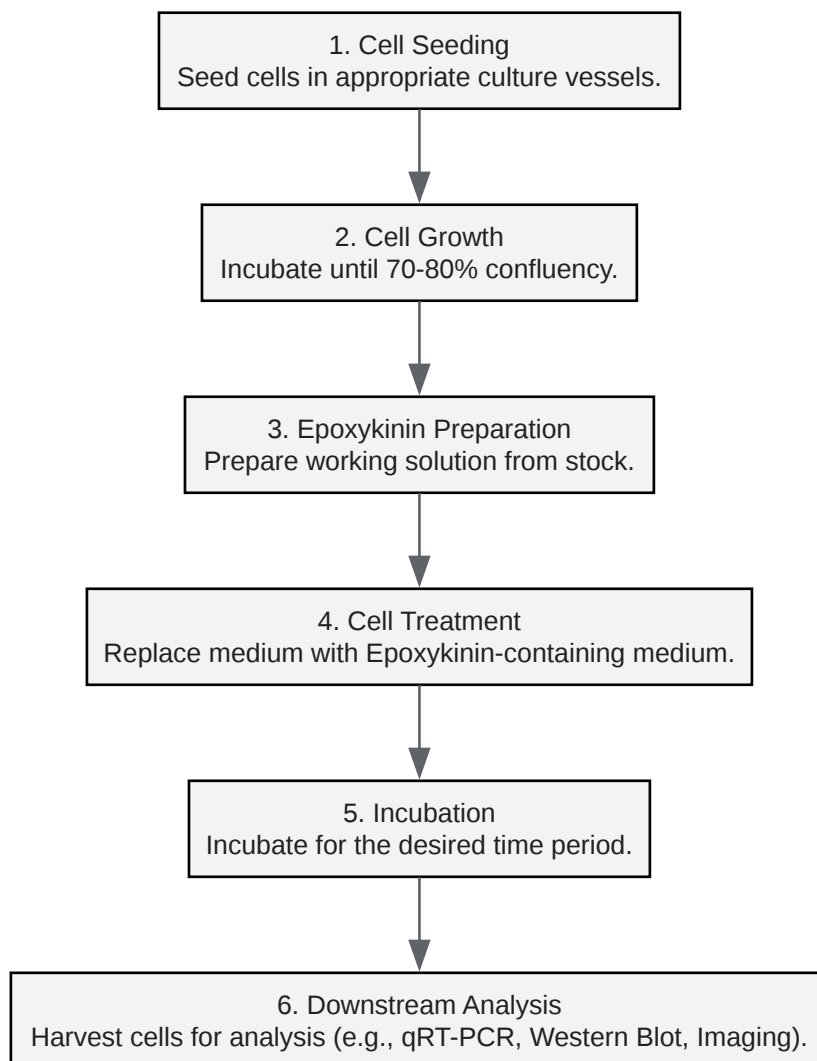 1. Cell Seeding
Seed cells in appropriate culture vessels.
2. Cell Growth
Incubate until 70-80% confluency.
3. Epoxykinin Preparation
Prepare working solution from stock.
4. Cell Treatment
Replace medium with Epoxykinin-containing medium.
5. Incubation
Incubate for the desired time period.
6. Downstream Analysis
Harvest cells for analysis (e.g., qRT-PCR, Western Blot, Imaging).